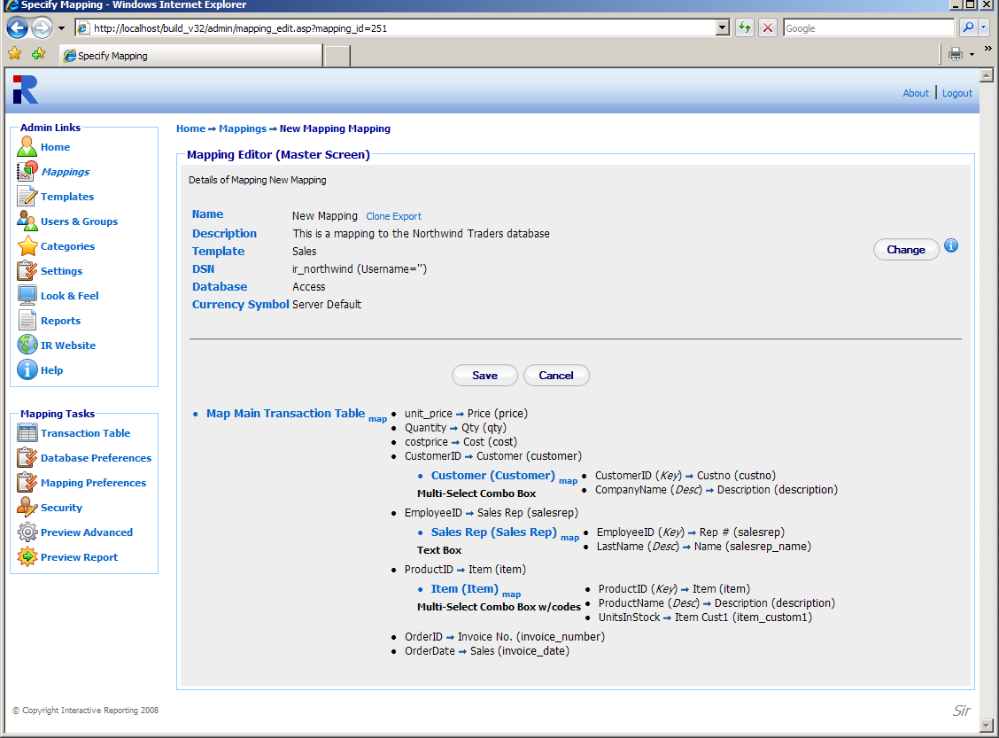 Specify Mapping - Windows Internet Explorer
http://localhost/build_v32/admin/mapping_edit.asp?mapping_id=251
Google
Specify Mapping
»
IR
About
Logout
Admin Links
Home
Mappings
Templates
Users & Groups
Categories
Settings
Look & Feel
Reports
IR Website
Help
Mapping Tasks
Transaction Table
Database Preferences
Mapping Preferences
Security
Preview Advanced
Preview Report
Home → Mappings → New Mapping Mapping
Mapping Editor (Master Screen)
Details of Mapping New Mapping
Name New Mapping Clone Export
Description This is a mapping to the Northwind Traders database
Template Sales
DSN ir_northwind (Username='')
Database Access
Currency Symbol Server Default
Change
Save Cancel
• Map Main Transaction Table map
• unit_price → Price (price)
• Quantity → Qty (qty)
• costprice → Cost (cost)
• CustomerID → Customer (customer)
• Customer (Customer) map
Multi-Select Combo Box
• CustomerID (Key) → Custno (custno)
• CompanyName (Desc) → Description (description)
• EmployeeID → Sales Rep (salesrep)
• Sales Rep (Sales Rep) map
Text Box
• EmployeeID (Key) → Rep # (salesrep)
• LastName (Desc) → Name (salesrep_name)
• ProductID → Item (item)
• Item (Item) map
Multi-Select Combo Box w/codes
• ProductID (Key) → Item (item)
• ProductName (Desc) → Description (description)
• UnitsInStock → Item Cust1 (item_custom1)
• OrderID → Invoice No. (invoice_number)
• OrderDate → Sales (invoice_date)
© Copyright Interactive Reporting 2008
Sir